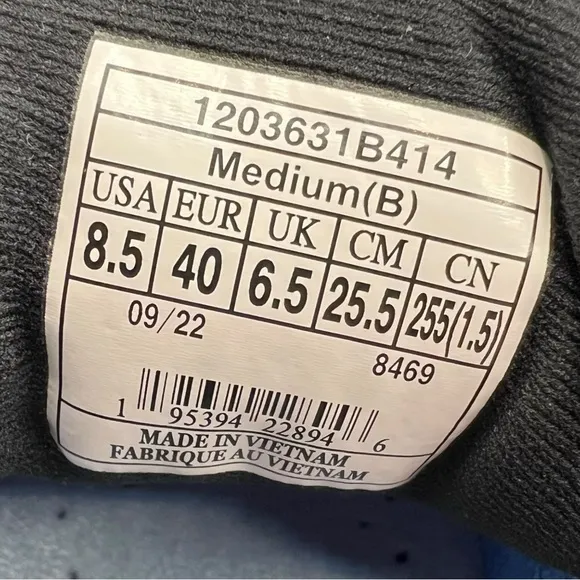 1203631B414
Medium(B)
USA EUR UK CM CN
8.5 40 6.5 25.5 255(1.5)
09/22
8469
1 95394 22894 6
MADE IN VIETNAM
FABRIQUE AU VIETNAM